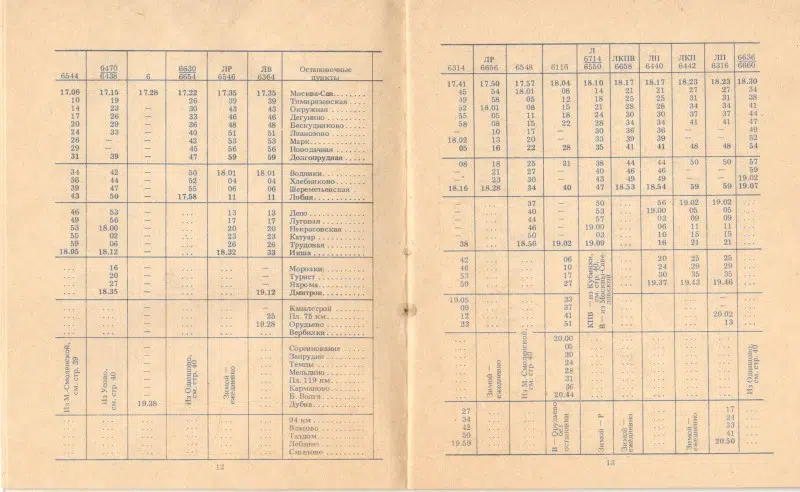 6544 6470 6438 6 6630 6654 ЛР 6546 ЛВ 6364 Остановочные пункты
17.06 17.15 17.28 17.22 17.35 17.35 Москва-Сав.
10 19 — 26 39 39 Тимирязевская
14 23 — 30 43 43 Окружная
17 26 — 33 46 46 Дегунино
20 29 — 36 48 48 Бескудниково
24 33 — 40 51 51 Лианозово
26 — — 42 53 53 Марк
29 — — 45 56 56 Новодачная
31 39 — 47 59 59 Долгопрудная
34 42 — 50 18.01 18.01 Водники
36 44 — 52 04 04 Хлебниково
39 47 — 55 06 06 Шереметьевская
43 50 — 17.58 11 11 Лобня
46 53 — ... 13 13 Депо
49 56 — ... 17 17 Луговая
53 18.00 — ... 20 20 Некрасовская
55 02 — ... 23 23 Катуар
59 06 — ... 26 26 Трудовая
18.05 18.12 — ... 18.32 33 Икша
... 16 — ... ... — Морозки
... 20 — ... ... — Турист
... 27 — ... ... — Яхрома
... 18.35 — ... ... 19.12 Дмитров
... ... — ... ... — Каналстрой
... ... — ... ... 25 Пл. 75 км
... ... — ... ... 19.28 Орудьево
... ... — ... ... ... Вербилки
Соревнование
Запрудня
Темпы
Мельдино
Пл. 119 км
Карманово
Б. Волга
19.38 Дубна
Из М.-Смоленской, см. стр. 39
Из Усово, см. стр. 40
Из Одинцово, см. стр. 40
Зимой — ежедневно
94 км
Власово
Талдом
Лебзино
Савелово
12
6314 ЛР 6656 6548 6116 Л 6714 6550 ЛКПВ 6658 ЛП 6440 ЛКП 6442 ЛП 6316 6636 6660
17.41 17.50 17.57 18.04 18.10 18.17 18.17 18.23 18.23 18.30
45 54 18.01 08 14 21 21 27 27 34
49 58 05 12 18 25 25 31 31 38
52 18.01 08 15 21 28 28 34 34 41
55 05 11 18 24 30 30 37 37 44
58 08 15 22 28 34 34 41 41 47
— 10 17 — 30 36 36 — — 49
18.02 13 20 — 33 39 39 — — 52
05 16 22 28 35 41 41 48 48 54
08 18 25 31 38 44 44 50 50 57
— 21 27 — 40 46 46 — — 59
— 23 30 — 43 49 49 — — 19.02
18.16 18.28 34 40 47 18.53 18.54 59 59 19.07
— ... 37 — 50 ... 56 19.02 19.02 ...
— ... 40 — 53 ... 19.00 05 05 ...
— ... 44 — 57 ... 03 09 09 ...
— ... 46 — 19.00 ... 06 11 11 ...
— ... 50 — 03 ... 10 15 15 ...
38 ... 18.56 19.02 19.09 ... 16 21 21 ...
42 ... ... 06 ... 20 25 25 ...
46 ... ... 10 ... 24 29 29 ...
53 ... ... 17 ... 30 35 35 ...
59 ... ... 27 ... 19.37 19.43 19.46 ...
19.05 ... ... 33 ... — ...
09 ... ... 37 ... — ...
12 ... ... 41 ... 20.02 ...
23 ... ... 51 ... 13 ...
20.00
05
20
24
28
31
36
20.44
КПВ — из Кубинки, см. стр. 40,
В — из Москвы-Смоленской
Зимой — ежедневно
Из М.-Смоленской см. стр. 40
Из Одинцово, см. стр. 40
27 17
34 24
42 33
50 41
19.59 20.50
В — Орудьево без остановки
Зимой — Р
Зимой — ежедневно
Зимой — ежедневно
13